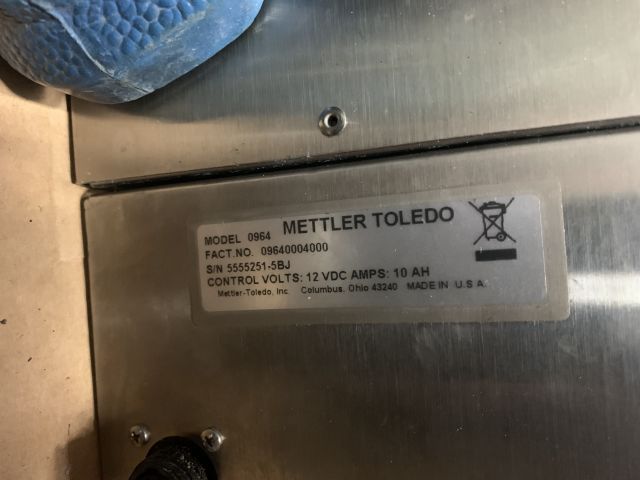 METTLER TOLEDO
MODEL 0964
FACT.NO. 09640004000
S/N 5555251-5BJ
CONTROL VOLTS: 12 VDC AMPS: 10 AH
Mettler-Toledo, Inc. Columbus, Ohio 43240 MADE IN U.S.A.